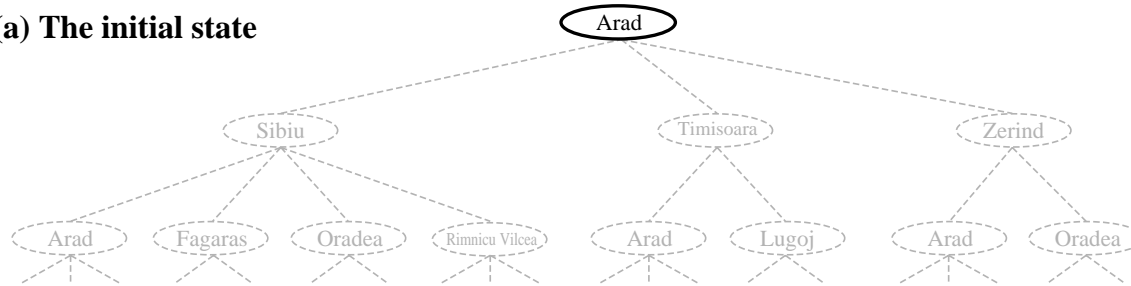 (a) The initial state
Arad
Sibiu
Timisoara
Zerind
Arad
Fagaras
Oradea
Rimnicu Vilcea
Arad
Lugoj
Arad
Oradea